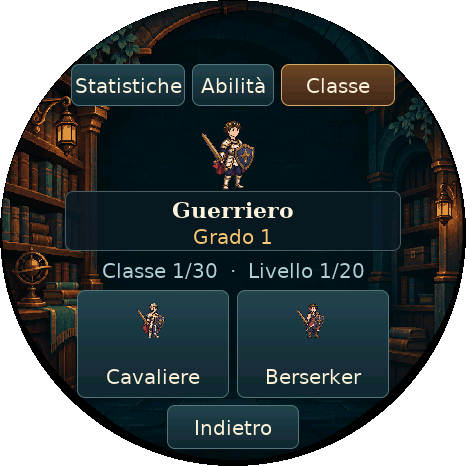 Statistiche Abilità Classe
Guerriero
Grado 1
Classe 1/30 · Livello 1/20
Cavaliere Berserker
Indietro